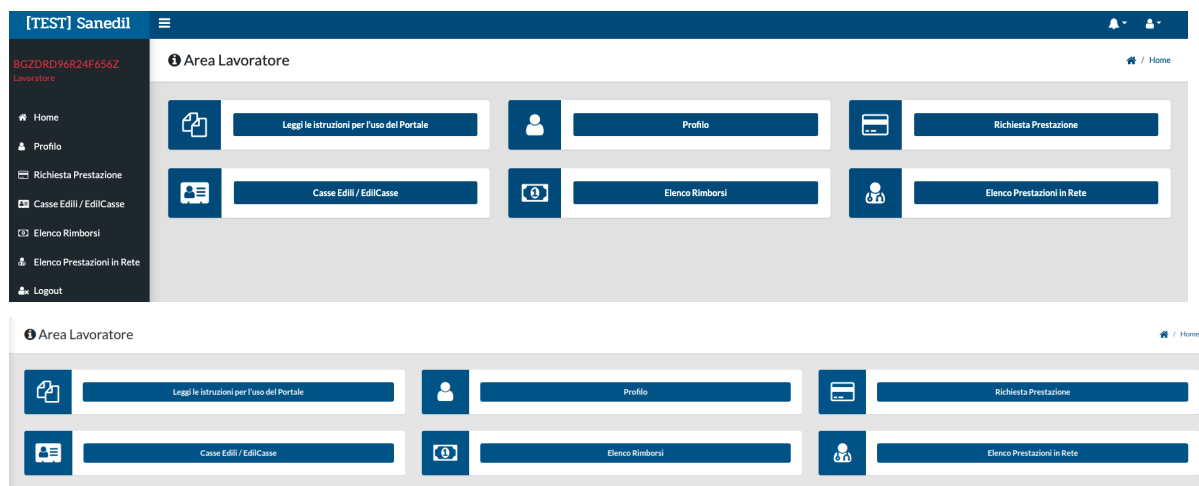 [TEST] Sanedil
BGZDRD96R24F656Z
Lavoratore
Home
Profilo
Richiesta Prestazione
Casse Edili / EdilCasse
Elenco Rimborsi
Elenco Prestazioni in Rete
Logout
Area Lavoratore
/ Home
Leggi le istruzioni per l'uso del Portale
Profilo
Richiesta Prestazione
Casse Edili / EdilCasse
Elenco Rimborsi
Elenco Prestazioni in Rete
Area Lavoratore
/ Home
Leggi le istruzioni per l'uso del Portale
Profilo
Richiesta Prestazione
Casse Edili / EdilCasse
Elenco Rimborsi
Elenco Prestazioni in Rete